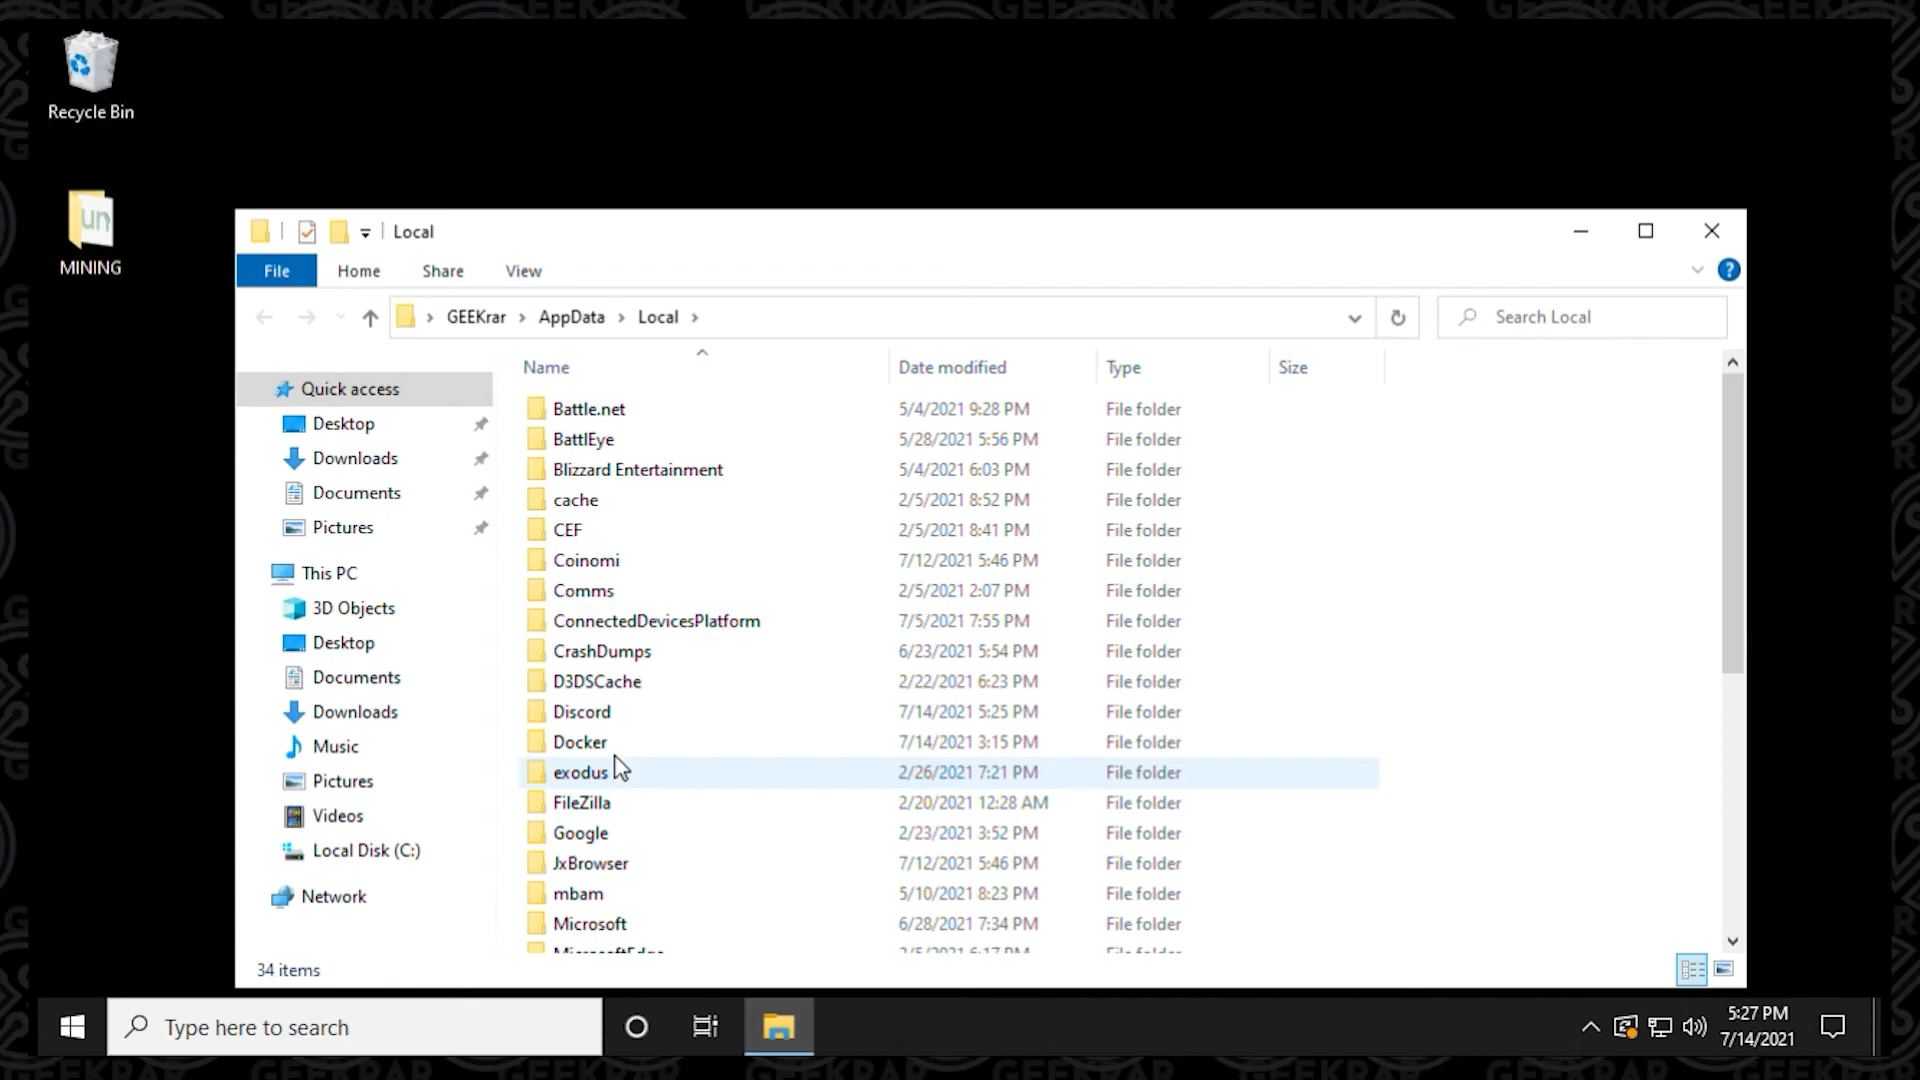 GEEKRAR GEEKRAR GEEKRAR GEEKRAR GEEKRAR GEEKRAR GEEKRAR
Recycle Bin
MINING
Local
File Home Share View
GEEKrar > AppData > Local >
Search Local
Name Date modified Type Size
Quick access
Desktop
Downloads
Documents
Pictures
This PC
3D Objects
Desktop
Documents
Downloads
Music
Pictures
Videos
Local Disk (C:)
Network
Battle.net 5/4/2021 9:28 PM File folder
BattlEye 5/28/2021 5:56 PM File folder
Blizzard Entertainment 5/4/2021 6:03 PM File folder
cache 2/5/2021 8:52 PM File folder
CEF 2/5/2021 8:41 PM File folder
Coinomi 7/12/2021 5:46 PM File folder
Comms 2/5/2021 2:07 PM File folder
ConnectedDevicesPlatform 7/5/2021 7:55 PM File folder
CrashDumps 6/23/2021 5:54 PM File folder
D3DSCache 2/22/2021 6:23 PM File folder
Discord 7/14/2021 5:25 PM File folder
Docker 7/14/2021 3:15 PM File folder
exodus 2/26/2021 7:21 PM File folder
FileZilla 2/20/2021 12:28 AM File folder
Google 2/23/2021 3:52 PM File folder
JxBrowser 7/12/2021 5:46 PM File folder
mbam 5/10/2021 8:23 PM File folder
Microsoft 6/28/2021 7:34 PM File folder
34 items
Type here to search
5:27 PM
7/14/2021